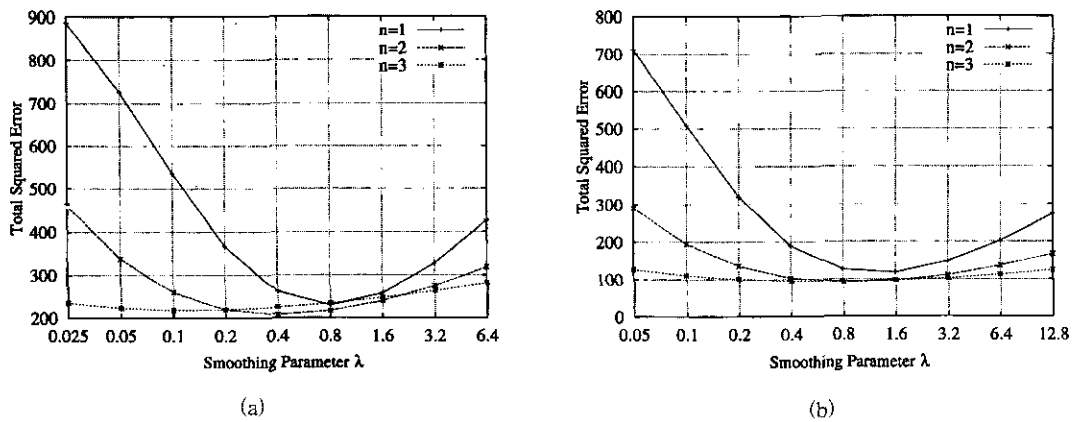 900
800
700
600
500
400
300
200
Total Squared Error
n=1
n=2
n=3
0.025 0.05 0.1 0.2 0.4 0.8 1.6 3.2 6.4
Smoothing Parameter λ
(a)
800
700
600
500
400
300
200
100
0
Total Squared Error
n=1
n=2
n=3
0.05 0.1 0.2 0.4 0.8 1.6 3.2 6.4 12.8
Smoothing Parameter λ
(b)